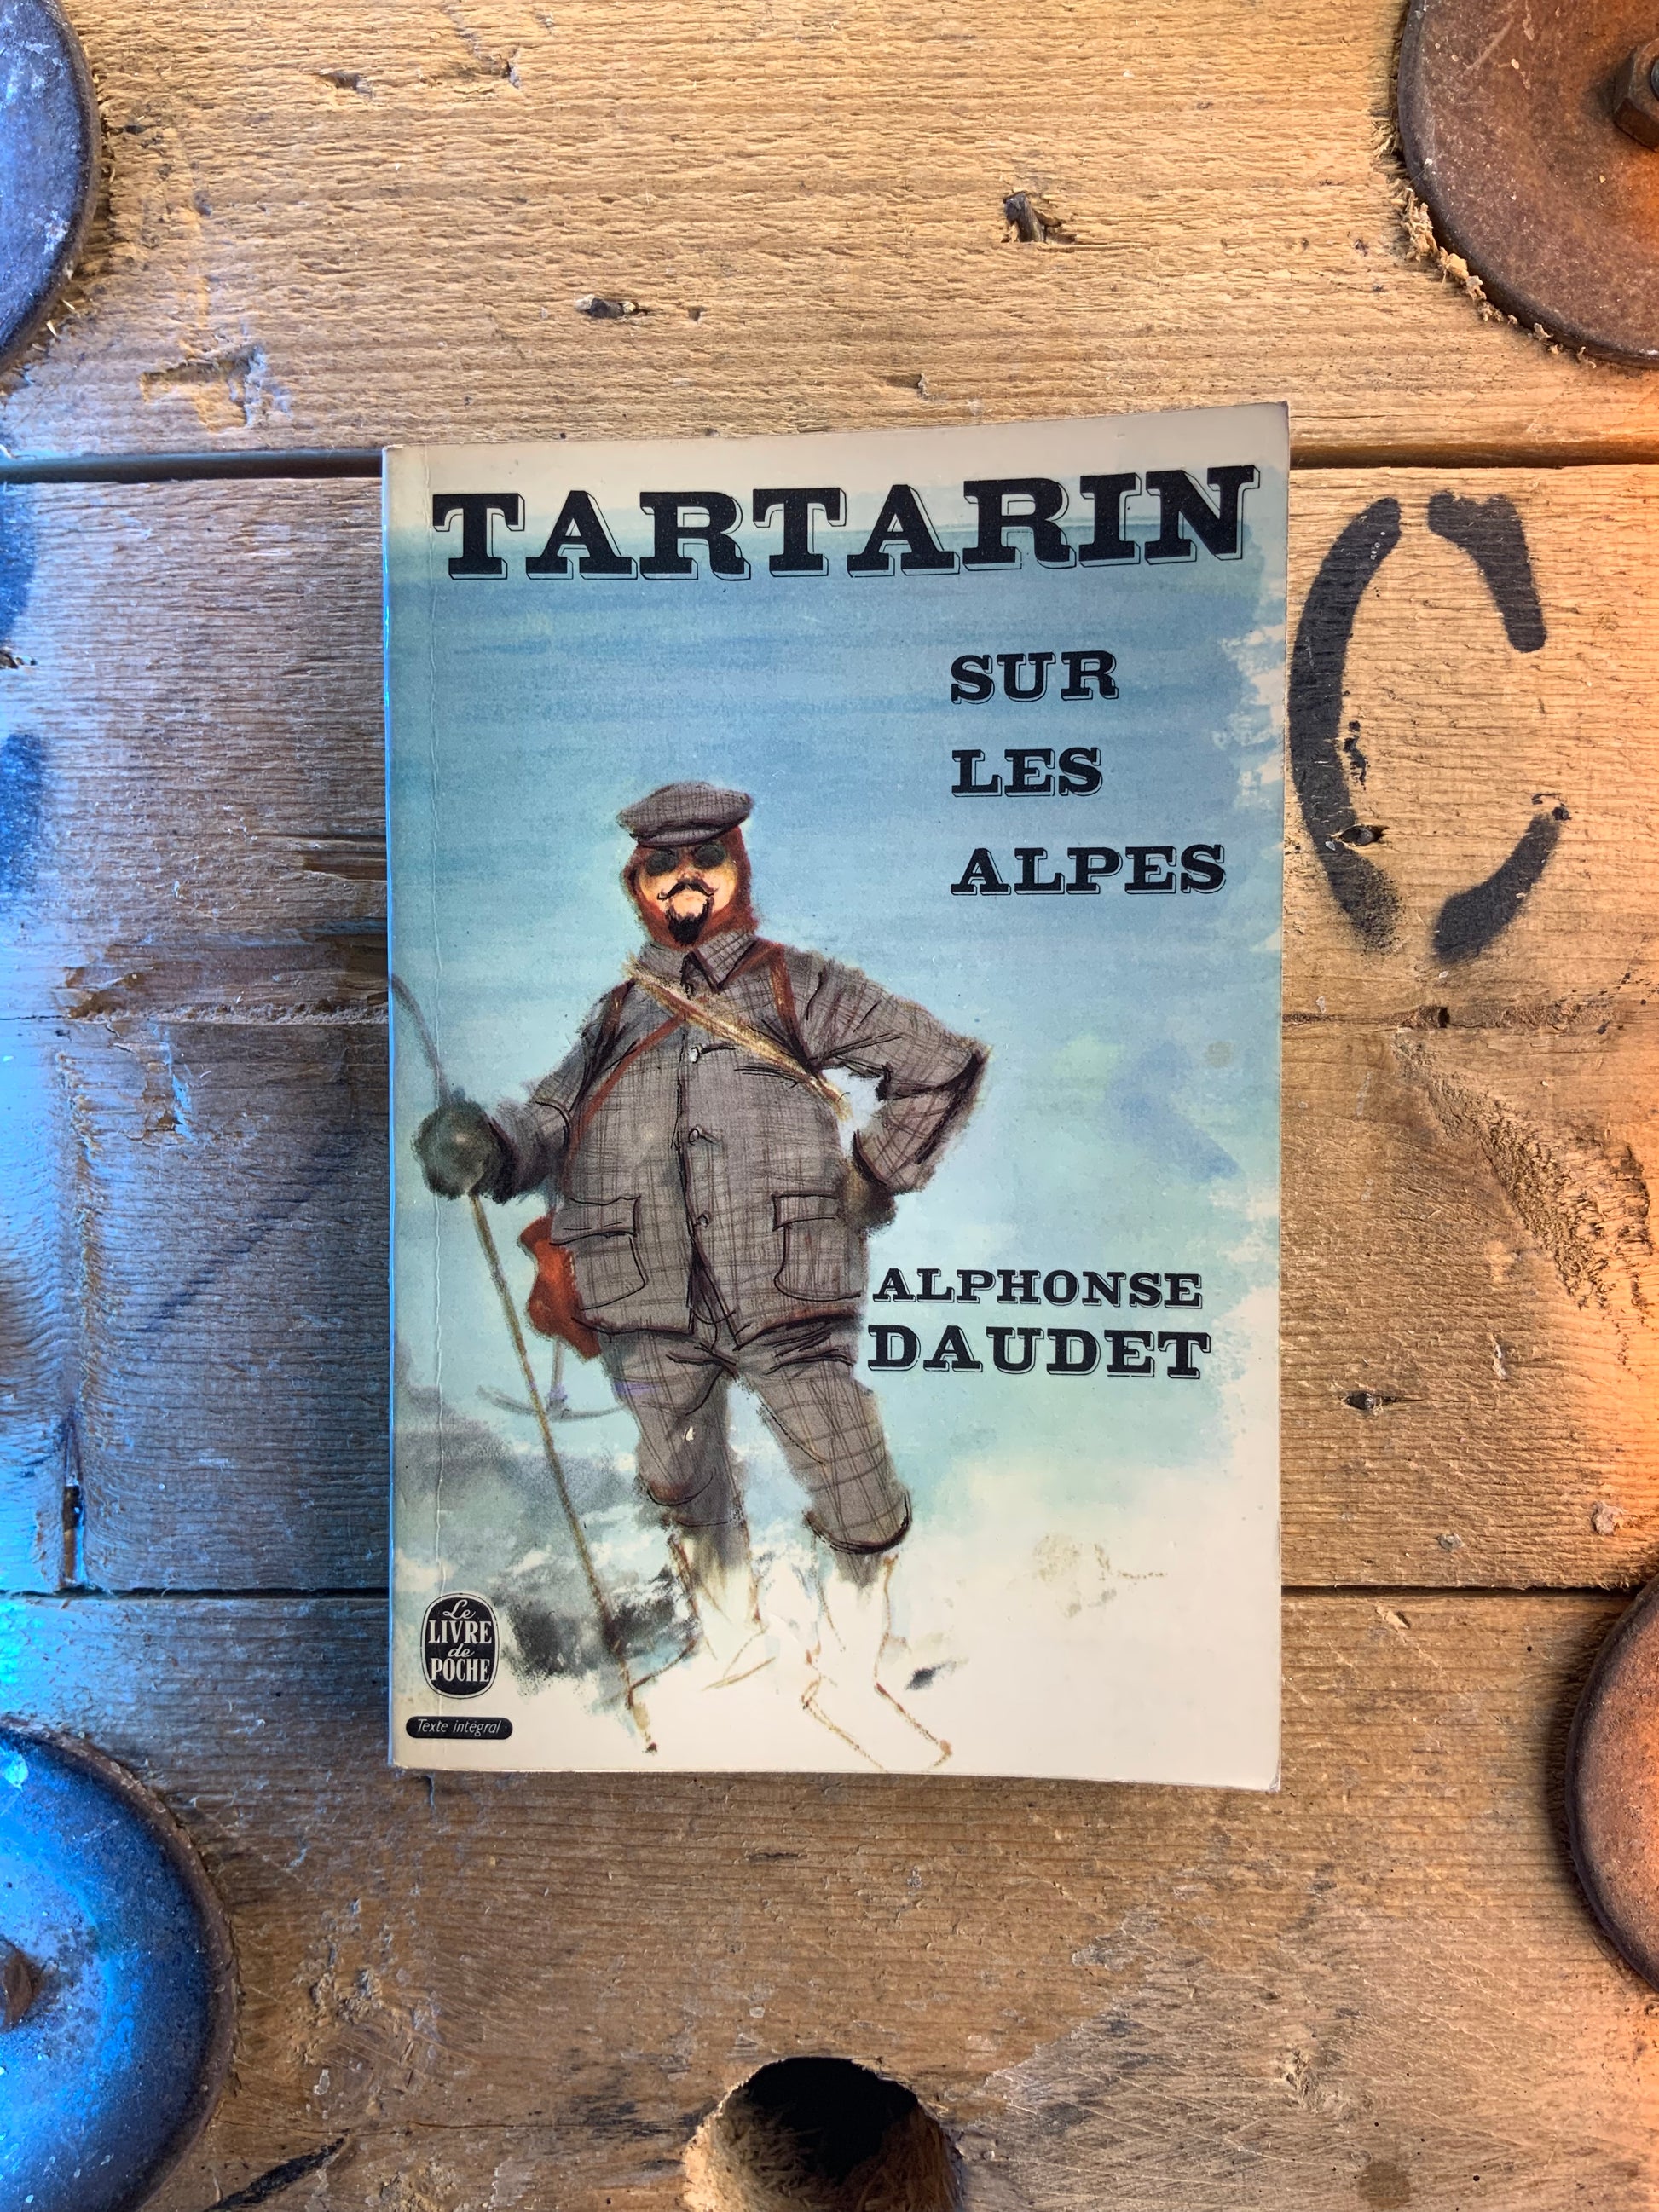 TARTARIN
SUR
LES
ALPES
ALPHONSE
DAUDET
Le
LIVRE
de
POCHE
Texte intégral
C